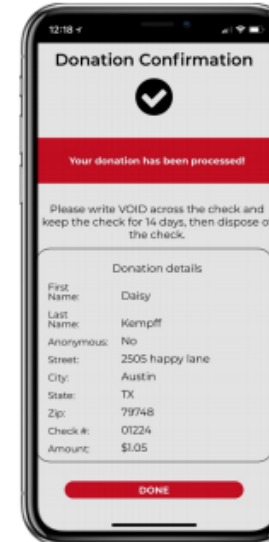 12:18
Donation Confirmation
Your donation has been processed!
Please write VOID across the check and
keep the check for 14 days, then dispose of
the check.
Donation details
First
Name: Daisy
Last
Name: Kempff
Anonymous: No
Street: 2505 happy lane
City: Austin
State: TX
Zip: 79748
Check #: 01224
Amount: $1.05
DONE